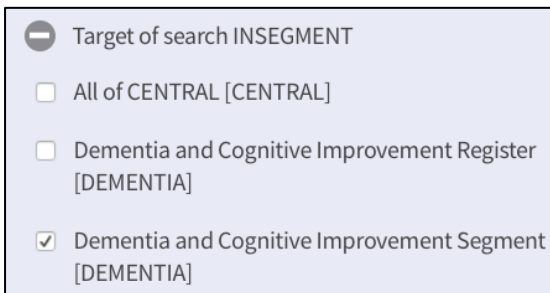 Target of search INSEGMENT
All of CENTRAL [CENTRAL]
Dementia and Cognitive Improvement Register
[DEMENTIA]
Dementia and Cognitive Improvement Segment
[DEMENTIA]